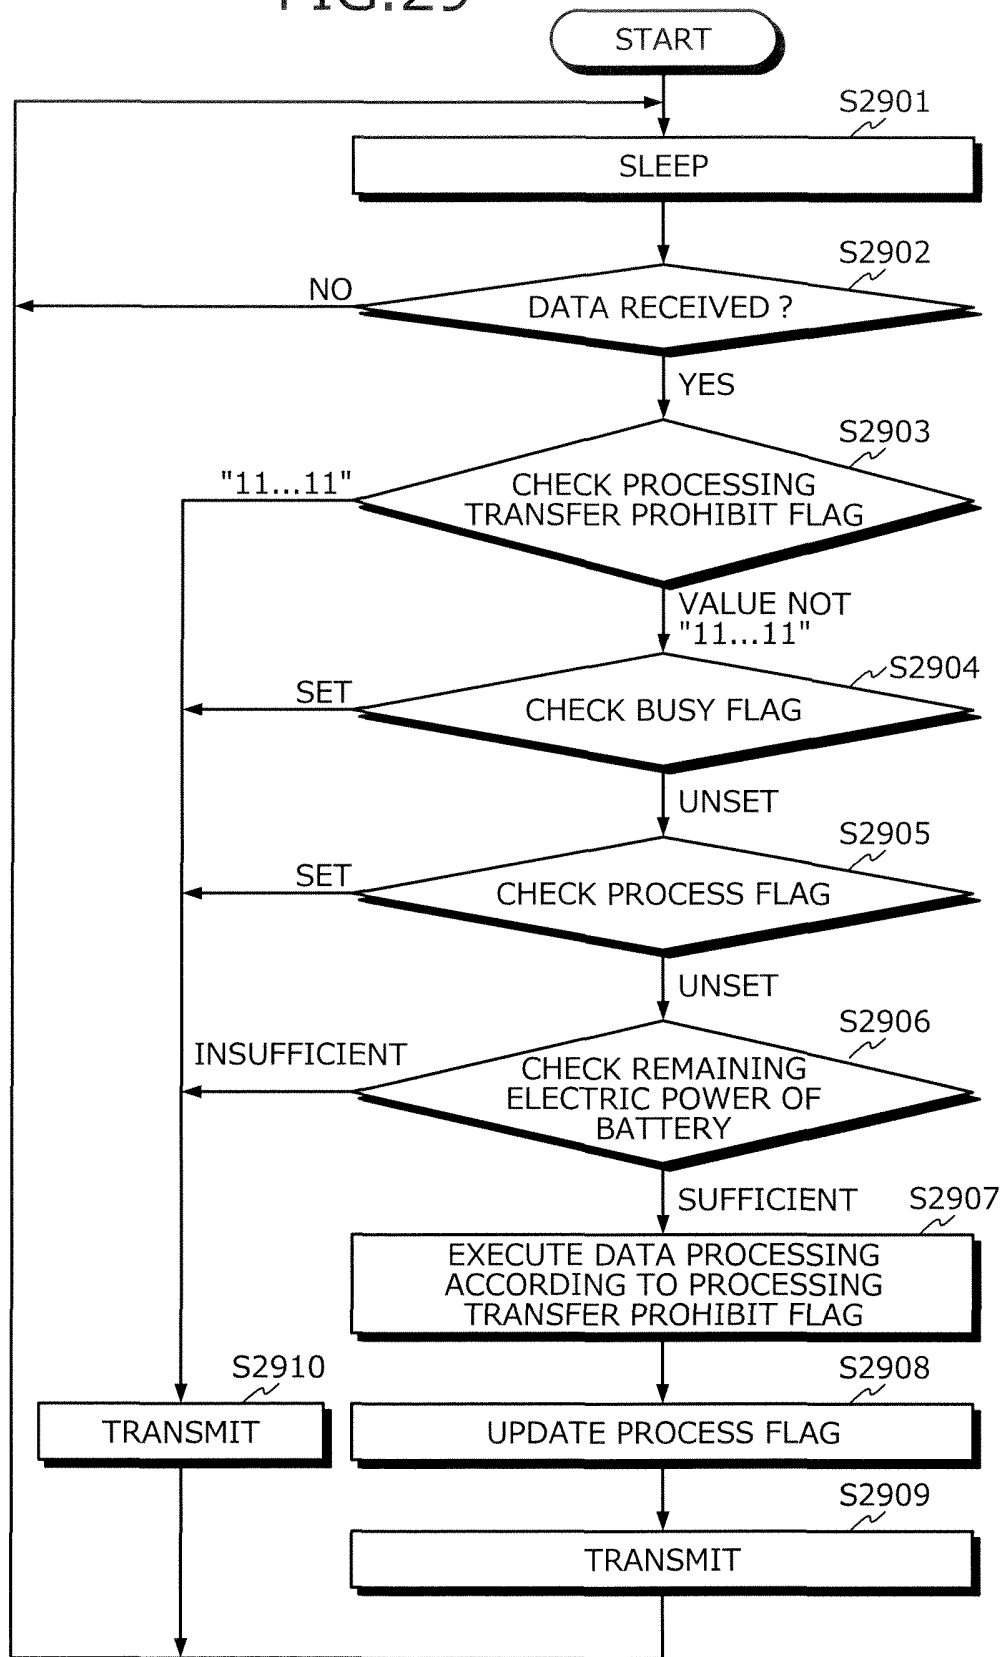 FIG.29
START
S2901
SLEEP
S2902
NO
DATA RECEIVED ?
YES
S2903
"11...11"
CHECK PROCESSING
TRANSFER PROHIBIT FLAG
VALUE NOT
"11...11"
S2904
SET
CHECK BUSY FLAG
UNSET
S2905
SET
CHECK PROCESS FLAG
UNSET
S2906
INSUFFICIENT
CHECK REMAINING
ELECTRIC POWER OF
BATTERY
SUFFICIENT
S2907
EXECUTE DATA PROCESSING
ACCORDING TO PROCESSING
TRANSFER PROHIBIT FLAG
S2910
S2908
TRANSMIT
UPDATE PROCESS FLAG
S2909
TRANSMIT